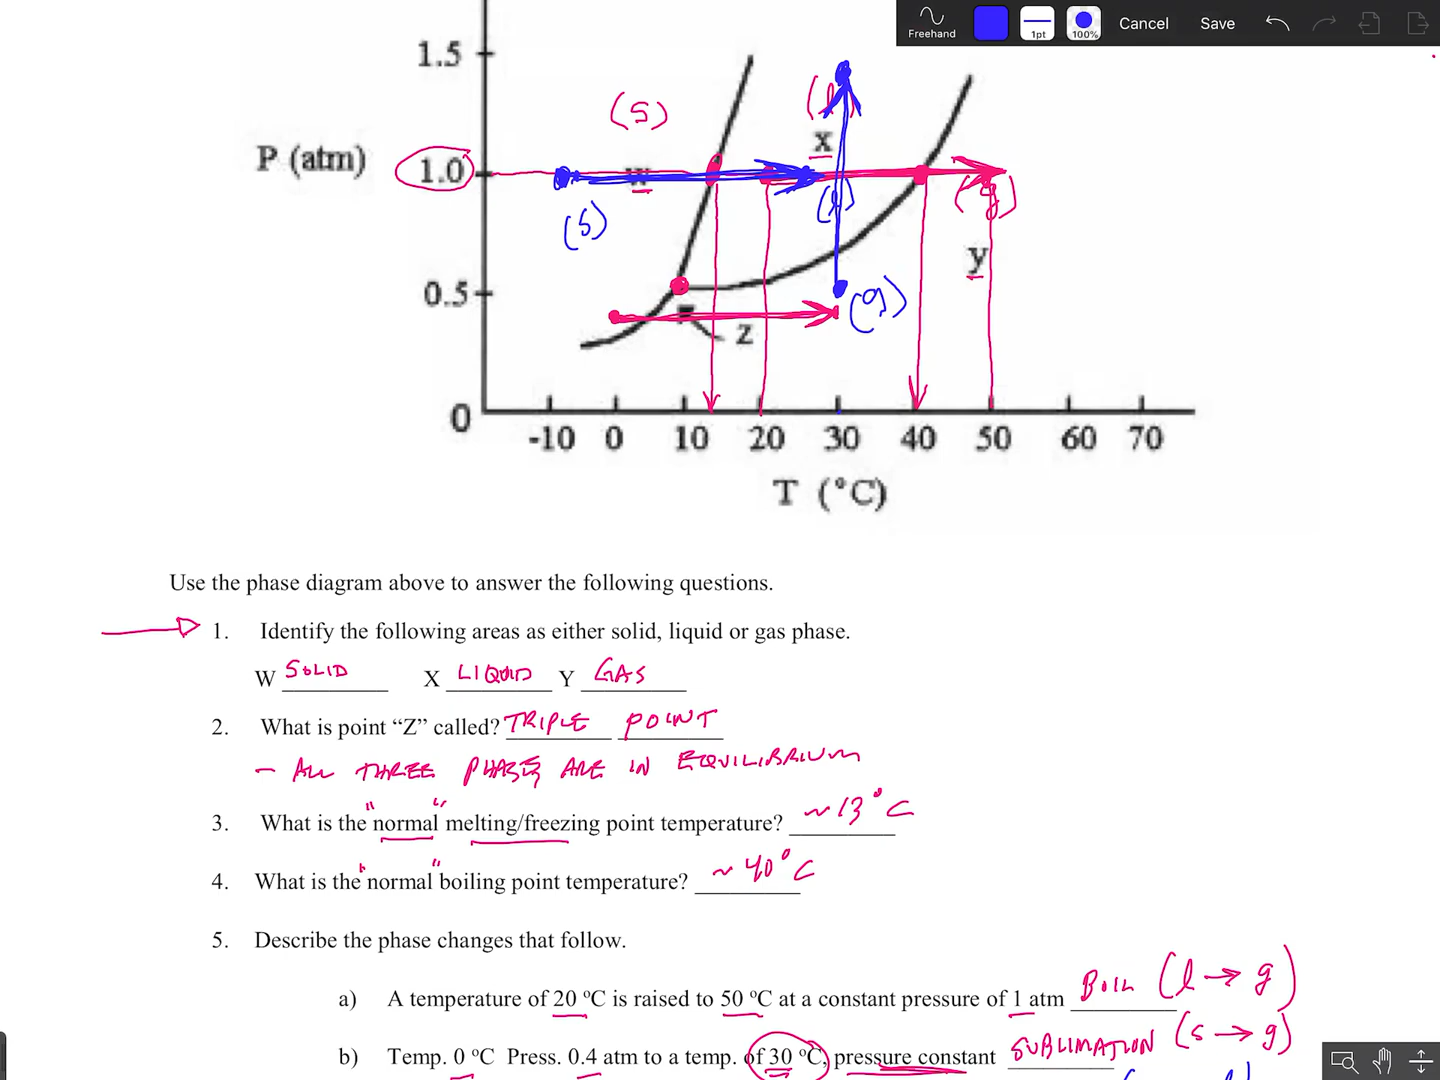 Freehand 1pt 100% Cancel Save
1.5
(s) (l)
x
P (atm) 1.0 w
(s) (l) (g)
y
0.5 (g)
z
0
-10 0 10 20 30 40 50 60 70
T (°C)
Use the phase diagram above to answer the following questions.
1. Identify the following areas as either solid, liquid or gas phase.
W SOLID X LIQUID Y GAS
2. What is point “Z” called? TRIPLE POINT
- ALL THREE PHASES ARE IN EQUILIBRIUM
3. What is the "normal" melting/freezing point temperature? ~13°C
4. What is the "normal" boiling point temperature? ~40°C
5. Describe the phase changes that follow.
a) A temperature of 20 °C is raised to 50 °C at a constant pressure of 1 atm BOIL (l → g)
b) Temp. 0 °C Press. 0.4 atm to a temp. of 30 °C, pressure constant SUBLIMATION (s → g)